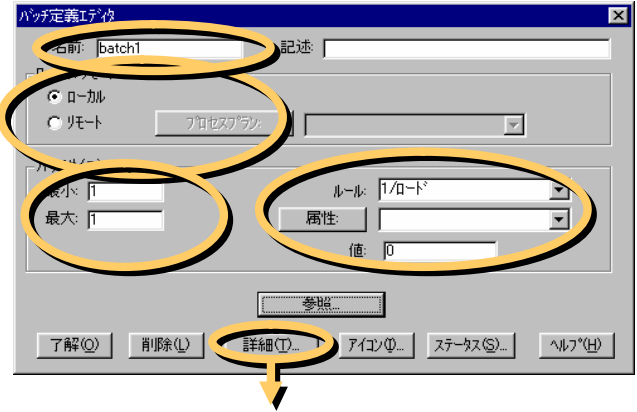 バッチ定義エディタ
名前: batch1 記述:
ローカル
リモート プロセスプラン:
最小: 1 ルール: 1/ロード
最大: 1 属性:
値: 0
参照...
了解(O) 削除(L) 詳細(T)... アイコン(I)... ステータス(S)... ヘルプ(H)